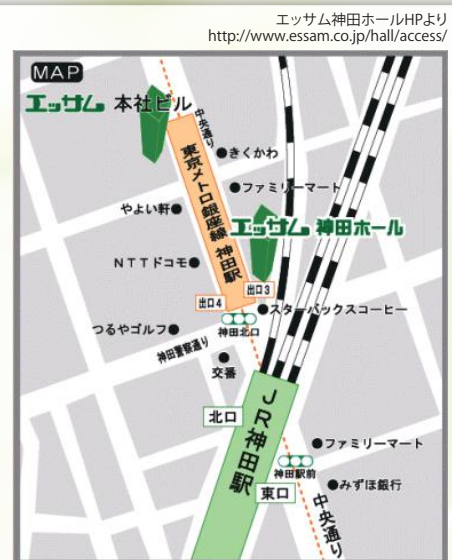 エッサム神田ホールHPより
http://www.essam.co.jp/hall/access/
MAP
エッサム 本社ビル
中央通り
きくかわ
東京メトロ銀座線 神田駅
ファミリーマート
やよい軒
エッサム 神田ホール
NTTドコモ
出口3
出口4
スターバックスコーヒー
神田北口
つるやゴルフ
神田警察通り
交番
北口
JR神田駅
ファミリーマート
神田駅前
みずほ銀行
東口
中央通り